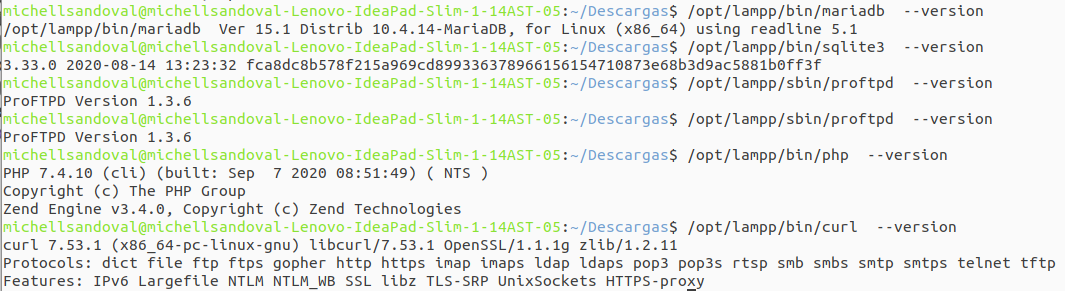 michellsandoval@michellsandoval-Lenovo-IdeaPad-Slim-1-14AST-05:~/Descargas$ /opt/lampp/bin/mariadb  --version
/opt/lampp/bin/mariadb  Ver 15.1 Distrib 10.4.14-MariaDB, for Linux (x86_64) using readline 5.1
michellsandoval@michellsandoval-Lenovo-IdeaPad-Slim-1-14AST-05:~/Descargas$ /opt/lampp/bin/sqlite3  --version
3.33.0 2020-08-14 13:23:32 fca8dc8b578f215a969cd899336378966156154710873e68b3d9ac5881b0ff3f
michellsandoval@michellsandoval-Lenovo-IdeaPad-Slim-1-14AST-05:~/Descargas$ /opt/lampp/sbin/proftpd  --version
ProFTPD Version 1.3.6
michellsandoval@michellsandoval-Lenovo-IdeaPad-Slim-1-14AST-05:~/Descargas$ /opt/lampp/sbin/proftpd  --version
ProFTPD Version 1.3.6
michellsandoval@michellsandoval-Lenovo-IdeaPad-Slim-1-14AST-05:~/Descargas$ /opt/lampp/bin/php  --version
PHP 7.4.10 (cli) (built: Sep  7 2020 08:51:49) ( NTS )
Copyright (c) The PHP Group
Zend Engine v3.4.0, Copyright (c) Zend Technologies
michellsandoval@michellsandoval-Lenovo-IdeaPad-Slim-1-14AST-05:~/Descargas$ /opt/lampp/bin/curl  --version
curl 7.53.1 (x86_64-pc-linux-gnu) libcurl/7.53.1 OpenSSL/1.1.1g zlib/1.2.11
Protocols: dict file ftp ftps gopher http https imap imaps ldap ldaps pop3 pop3s rtsp smb smbs smtp smtps telnet tftp
Features: IPv6 Largefile NTLM NTLM_WB SSL libz TLS-SRP UnixSockets HTTPS-proxy